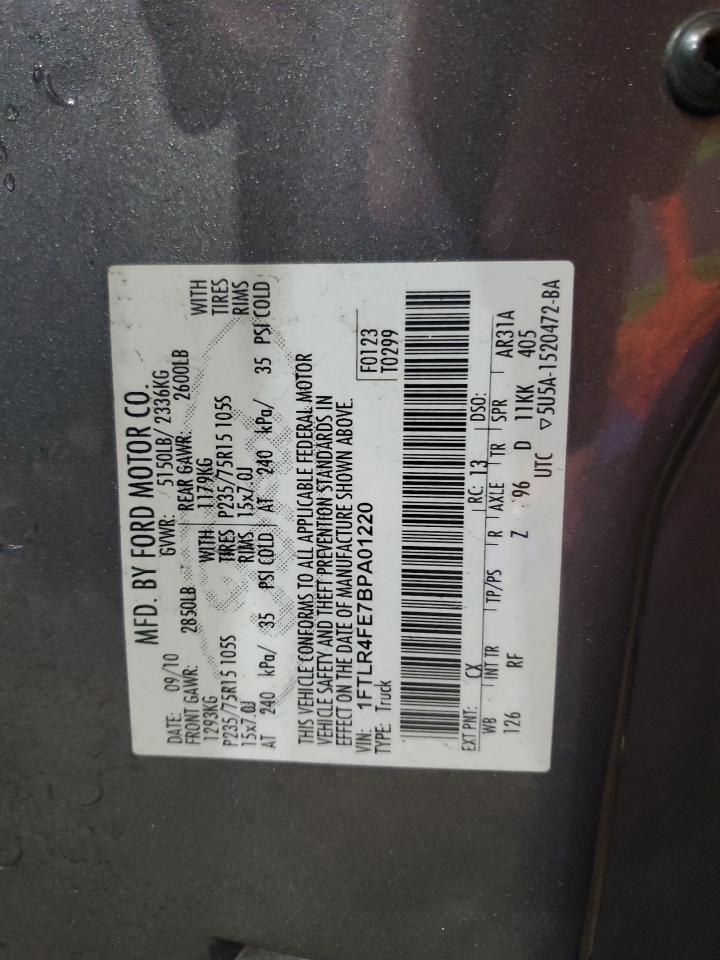 MFD. BY FORD MOTOR CO.
DATE: 09/10 GVWR: 5150LB/ 2336KG
FRONT GAWR: 2850LB REAR GAWR: 2600LB
1293KG WITH 1179KG WITH
P235/75R15 105S TIRES P235/75R15 105S TIRES
15x7.0J RIMS 15x7.0J RIMS
AT 240 kPa/ 35 PSI COLD AT 240 kPa/ 35 PSI COLD
THIS VEHICLE CONFORMS TO ALL APPLICABLE FEDERAL MOTOR
VEHICLE SAFETY AND THEFT PREVENTION STANDARDS IN
EFFECT ON THE DATE OF MANUFACTURE SHOWN ABOVE.
VIN: 1FTLR4FE7BPA01220 F0123
TYPE: Truck T0299
EXT PNT: CX RC: 13 DSO:
WB INT TR TP/PS R AXLE TR SPR AR31A
126 RF Z 96 D 11KK 405
UTC ▽5U5A-1520472-BA